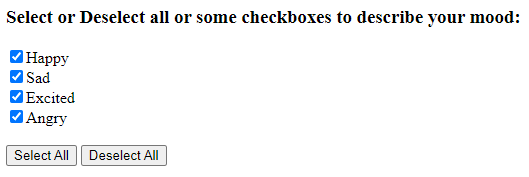 Select or Deselect all or some checkboxes to describe your mood:
Happy
Sad
Excited
Angry
Select All Deselect All